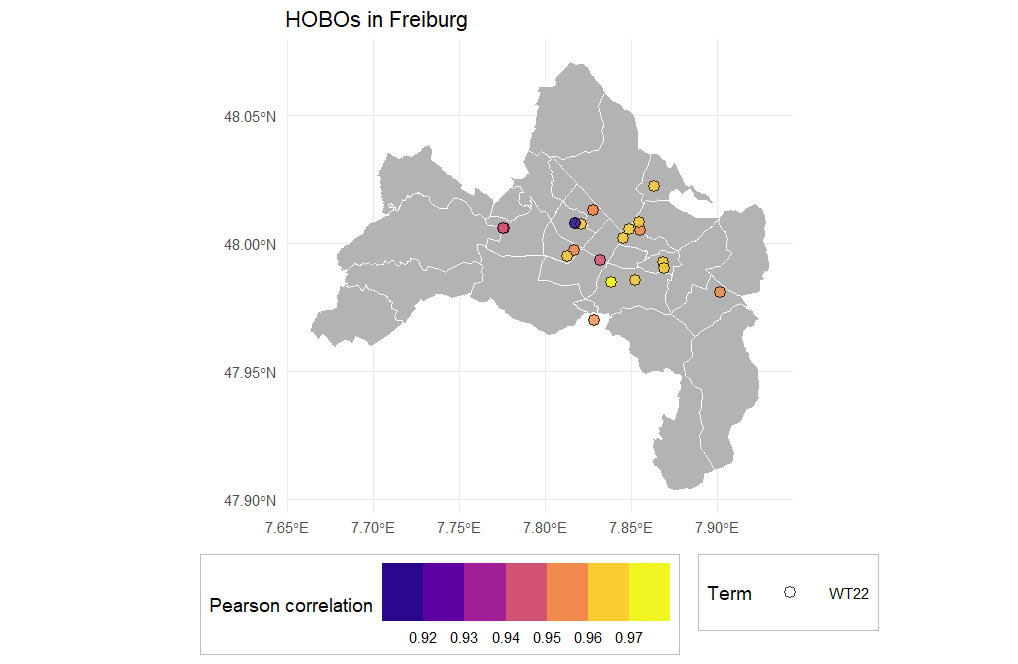 HOBOs in Freiburg
48.05°N
48.00°N
47.95°N
47.90°N
7.65°E 7.70°E 7.75°E 7.80°E 7.85°E 7.90°E
Pearson correlation
0.92 0.93 0.94 0.95 0.96 0.97
Term WT22